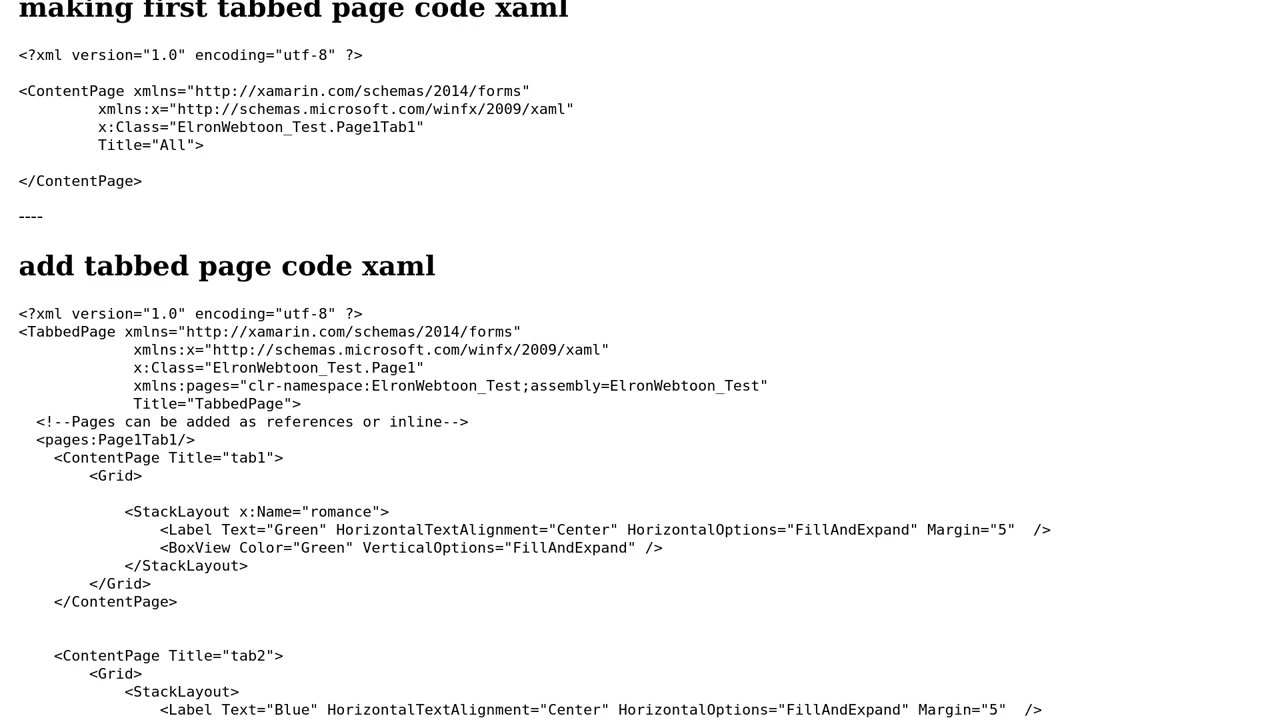 making first tabbed page code xaml
<?xml version="1.0" encoding="utf-8" ?>
<ContentPage xmlns="http://xamarin.com/schemas/2014/forms"
xmlns:x="http://schemas.microsoft.com/winfx/2009/xaml"
x:Class="ElronWebtoon_Test.Page1Tab1"
Title="All">
</ContentPage>
----
add tabbed page code xaml
<?xml version="1.0" encoding="utf-8" ?>
<TabbedPage xmlns="http://xamarin.com/schemas/2014/forms"
xmlns:x="http://schemas.microsoft.com/winfx/2009/xaml"
x:Class="ElronWebtoon_Test.Page1"
xmlns:pages="clr-namespace:ElronWebtoon_Test;assembly=ElronWebtoon_Test"
Title="TabbedPage">
<!--Pages can be added as references or inline-->
<pages:Page1Tab1/>
<ContentPage Title="tab1">
<Grid>
<StackLayout x:Name="romance">
<Label Text="Green" HorizontalTextAlignment="Center" HorizontalOptions="FillAndExpand" Margin="5"  />
<BoxView Color="Green" VerticalOptions="FillAndExpand" />
</StackLayout>
</Grid>
</ContentPage>
<ContentPage Title="tab2">
<Grid>
<StackLayout>
<Label Text="Blue" HorizontalTextAlignment="Center" HorizontalOptions="FillAndExpand" Margin="5"  />